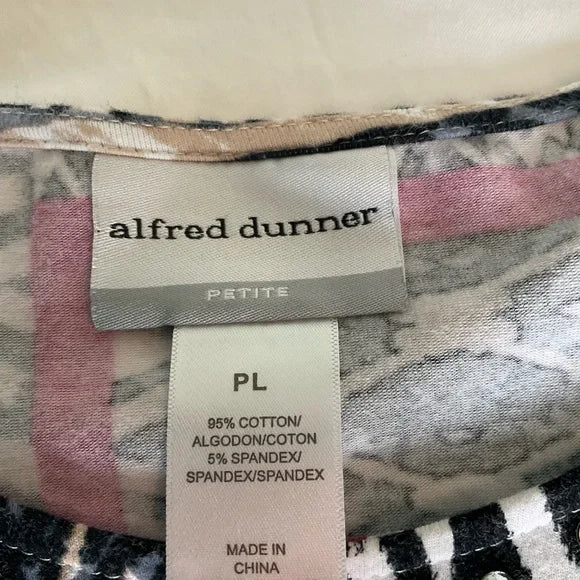 alfred dunner
PETITE
PL
95% COTTON/
ALGODON/COTON
5% SPANDEX/
SPANDEX/SPANDEX
MADE IN
CHINA